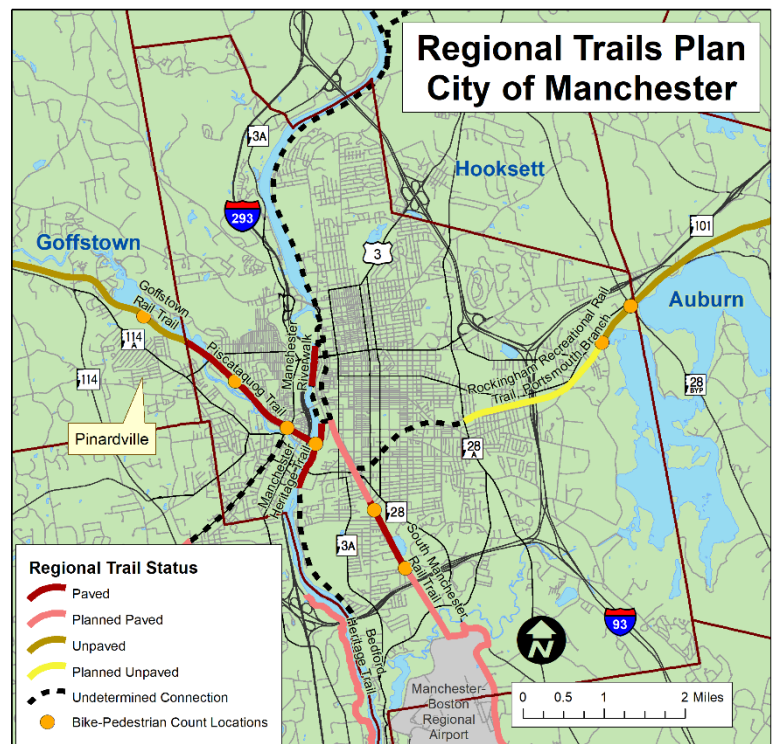 Regional Trails Plan
City of Manchester
3A
Hooksett
293
Goffstown
3
101
Goffstown
Rail Trail
Auburn
114
A
Manchester
Riverwalk
Rockingham Recreational Rail
Trail, Portsmouth Branch
Piscataquog Trail
114
28
BYP
Pinardville
Manchester
Heritage Trail
28
A
28
3A
South Manchester
Rail Trail
Regional Trail Status
Paved
Planned Paved
Unpaved
Planned Unpaved
Undetermined Connection
Bike-Pedestrian Count Locations
Bedford
Heritage Trail
N
93
Manchester-
Boston
Regional
Airport
0 0.5 1 2 Miles